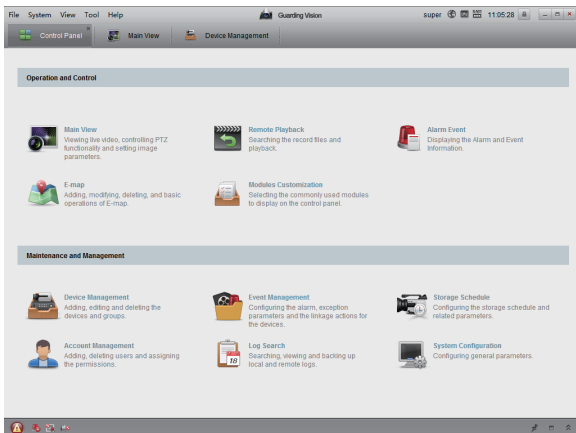 File System View Tool Help Guarding Vision super 11:05:28
Control Panel Main View Device Management
Operation and Control
Main View
Viewing live video, controlling PTZ
functionality and setting image
parameters.
Remote Playback
Searching the record files and
playback.
Alarm Event
Displaying the Alarm and Event
Information.
E-map
Adding, modifying, deleting, and basic
operations of E-map.
Modules Customization
Selecting the commonly used modules
to display on the control panel.
Maintenance and Management
Device Management
Adding, editing and deleting the
devices and groups.
Event Management
Configuring the alarm, exception
parameters and the linkage actions for
the devices.
Storage Schedule
Configuring the storage schedule and
related parameters.
Account Management
Adding, deleting users and assigning
the permissions.
18
Log Search
Searching, viewing and backing up
local and remote logs.
System Configuration
Configuring general parameters.